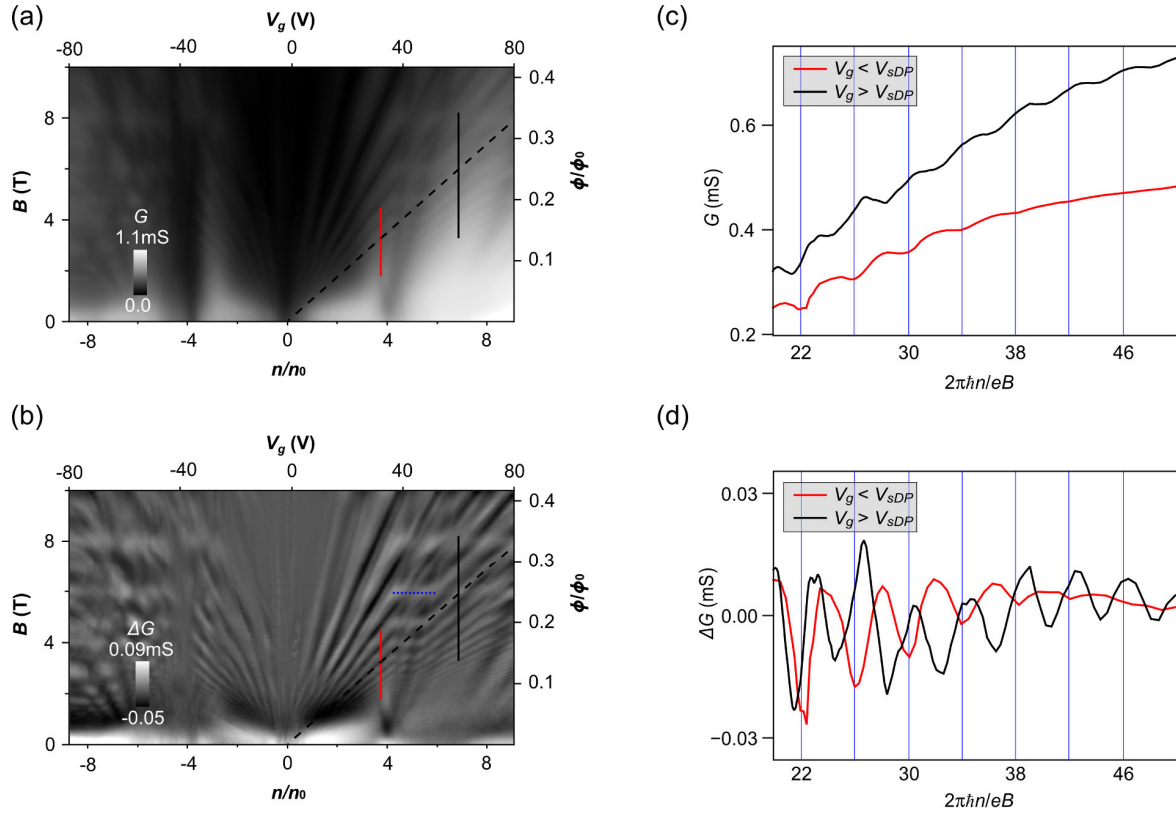 (a)
V_g (V)
-80 -40 0 40 80
B (T)
8
4
0
0.4
0.3
0.2
0.1
ϕ/ϕ₀
G
1.1mS
0.0
-8 -4 0 4 8
n/n₀
(b)
V_g (V)
-80 -40 0 40 80
B (T)
8
4
0
0.4
0.3
0.2
0.1
ϕ/ϕ₀
ΔG
0.09mS
-0.05
-8 -4 0 4 8
n/n₀
(c)
V_g < V_sDP
V_g > V_sDP
G (mS)
0.6
0.4
0.2
22 30 38 46
2πℏn/eB
(d)
V_g < V_sDP
V_g > V_sDP
ΔG (mS)
0.03
0.00
−0.03
22 30 38 46
2πℏn/eB